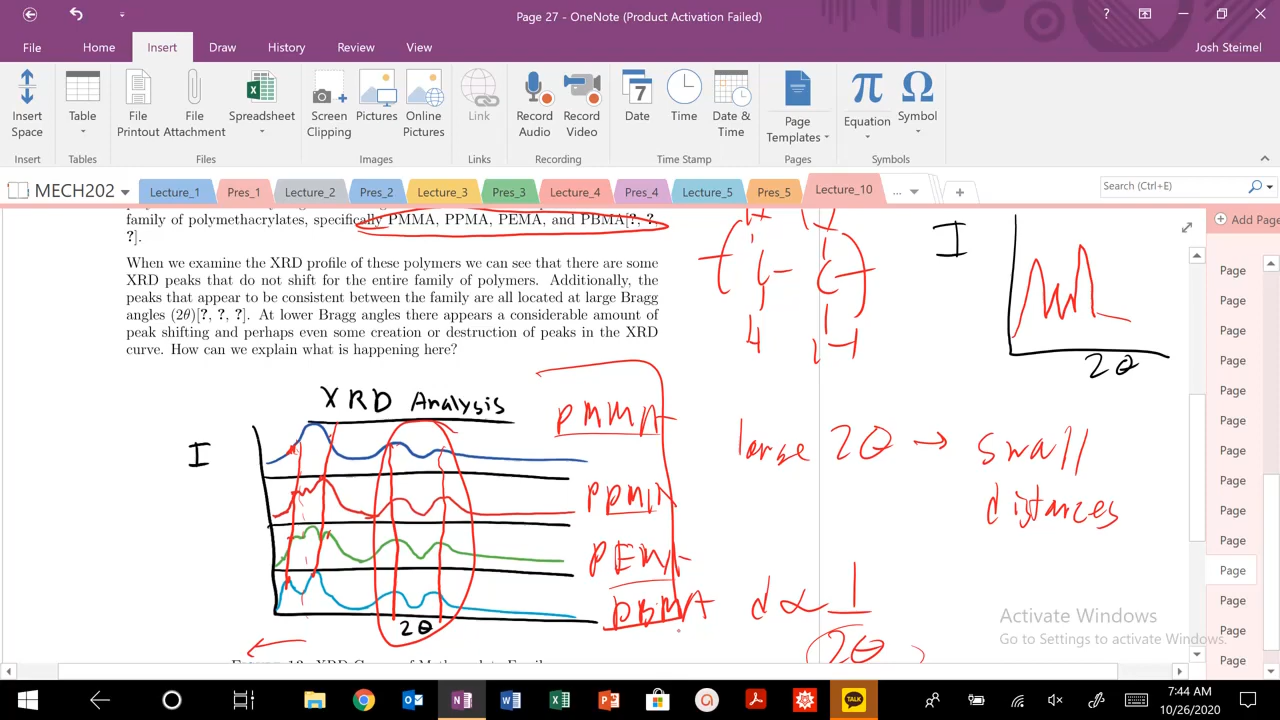 Page 27 - OneNote (Product Activation Failed)
Josh Steimel
File Home Insert Draw History Review View
Insert Space
Table
File Printout
File Attachment
Spreadsheet
Screen Clipping
Pictures
Online Pictures
Link
Record Audio
Record Video
Date
Time
Date & Time
Page Templates
Equation
Symbol
Insert Tables Files Images Links Recording Time Stamp Pages Symbols
MECH202
Lecture_1 Pres_1 Lecture_2 Pres_2 Lecture_3 Pres_3 Lecture_4 Pres_4 Lecture_5 Pres_5 Lecture_10 ...
Search (Ctrl+E)
Add Page
family of polymethacrylates, specifically PMMA, PPMA, PEMA, and PBMA[?, ?,
?].
When we examine the XRD profile of these polymers we can see that there are some
XRD peaks that do not shift for the entire family of polymers. Additionally, the
peaks that appear to be consistent between the family are all located at large Bragg
angles (2θ)[?, ?, ?]. At lower Bragg angles there appears a considerable amount of
peak shifting and perhaps even some creation or destruction of peaks in the XRD
curve. How can we explain what is happening here?
XRD Analysis
I
2θ
PMMA
PPMA
PEMA
PBMA
I
2θ
large 2θ → small
distances
d ∝ 1
2θ
Activate Windows
Go to Settings to activate Windows.
Page
Page
Page
Page
Page
Page
Page
Page
Page
Page
Page
Page
Page
Page
TALK
7:44 AM
10/26/2020